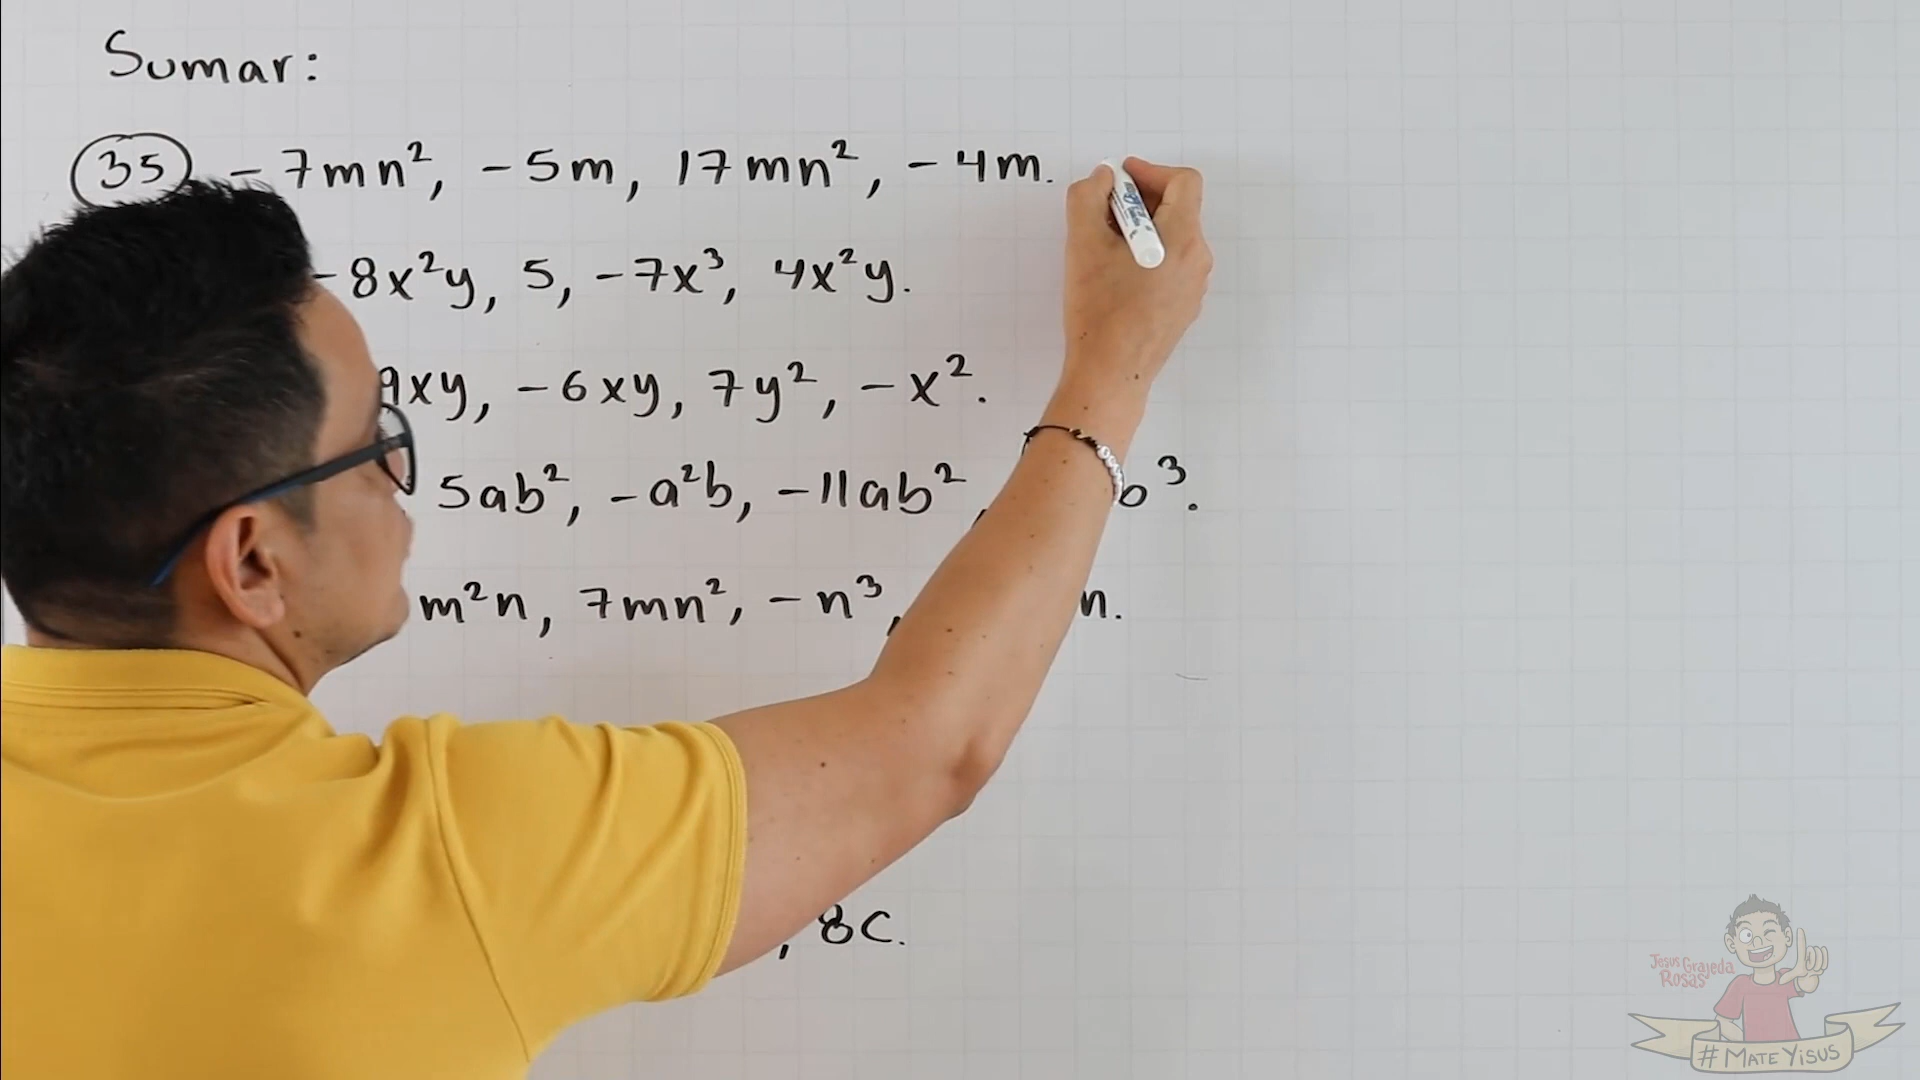 Sumar:
35 - 7mn², -5m, 17mn², -4m.
-8x²y, 5, -7x³, 4x²y.
9xy, -6xy, 7y², -x².
5ab², -a²b, -11ab², b³.
m²n, 7mn², -n³, n.
, 8c.
Jesus Grajeda
Rosas
#MATEYISUS